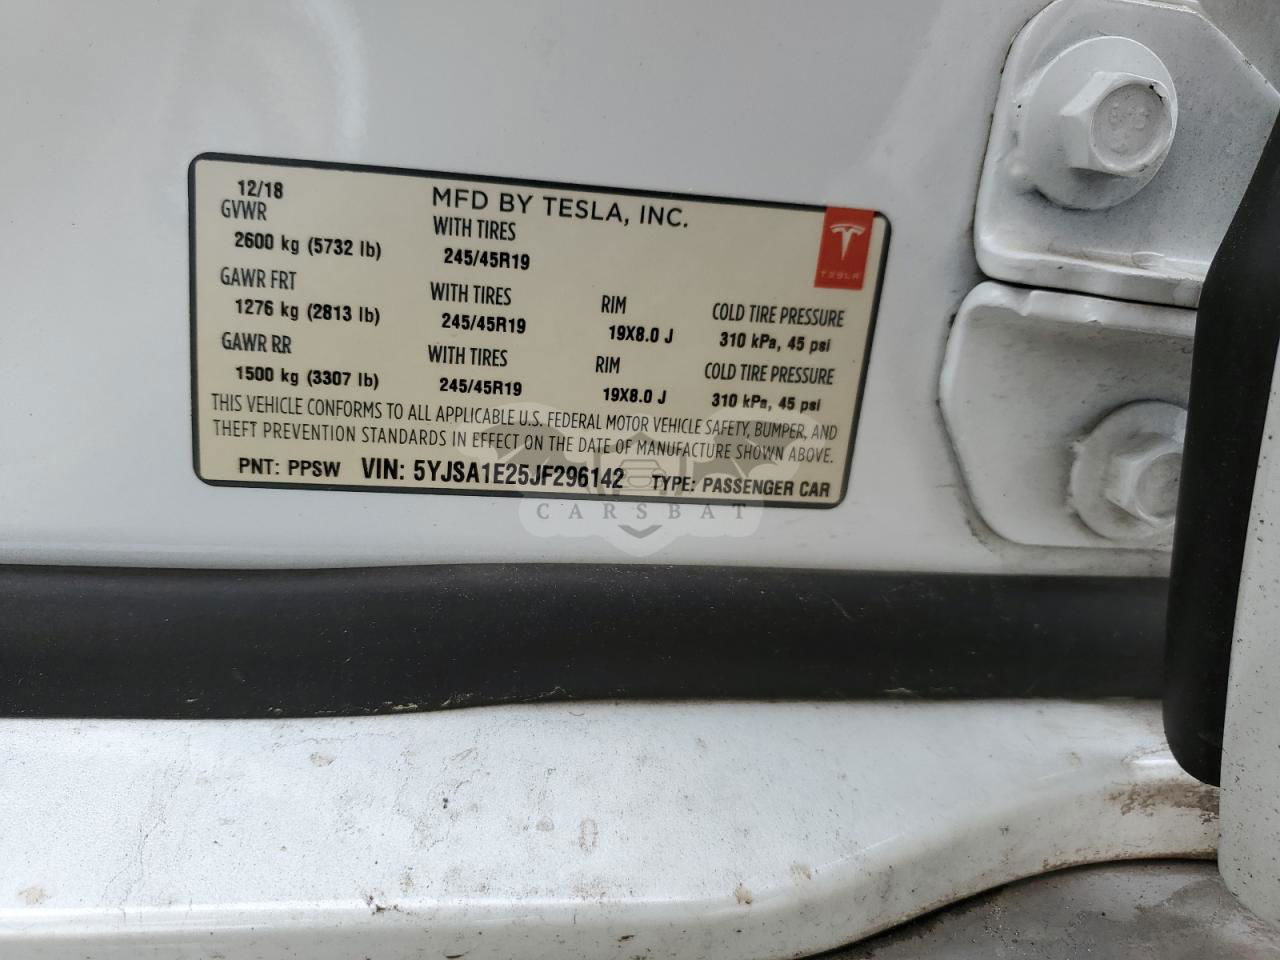 12/18 MFD BY TESLA, INC.
GVWR WITH TIRES
2600 kg (5732 lb) 245/45R19
TESLA
GAWR FRT WITH TIRES RIM COLD TIRE PRESSURE
1276 kg (2813 lb) 245/45R19 19X8.0 J 310 kPa, 45 psi
GAWR RR WITH TIRES RIM COLD TIRE PRESSURE
1500 kg (3307 lb) 245/45R19 19X8.0 J 310 kPa, 45 psi
THIS VEHICLE CONFORMS TO ALL APPLICABLE U.S. FEDERAL MOTOR VEHICLE SAFETY, BUMPER, AND
THEFT PREVENTION STANDARDS IN EFFECT ON THE DATE OF MANUFACTURE SHOWN ABOVE.
PNT: PPSW VIN: 5YJSA1E25JF296142 TYPE: PASSENGER CAR
CARSBAT